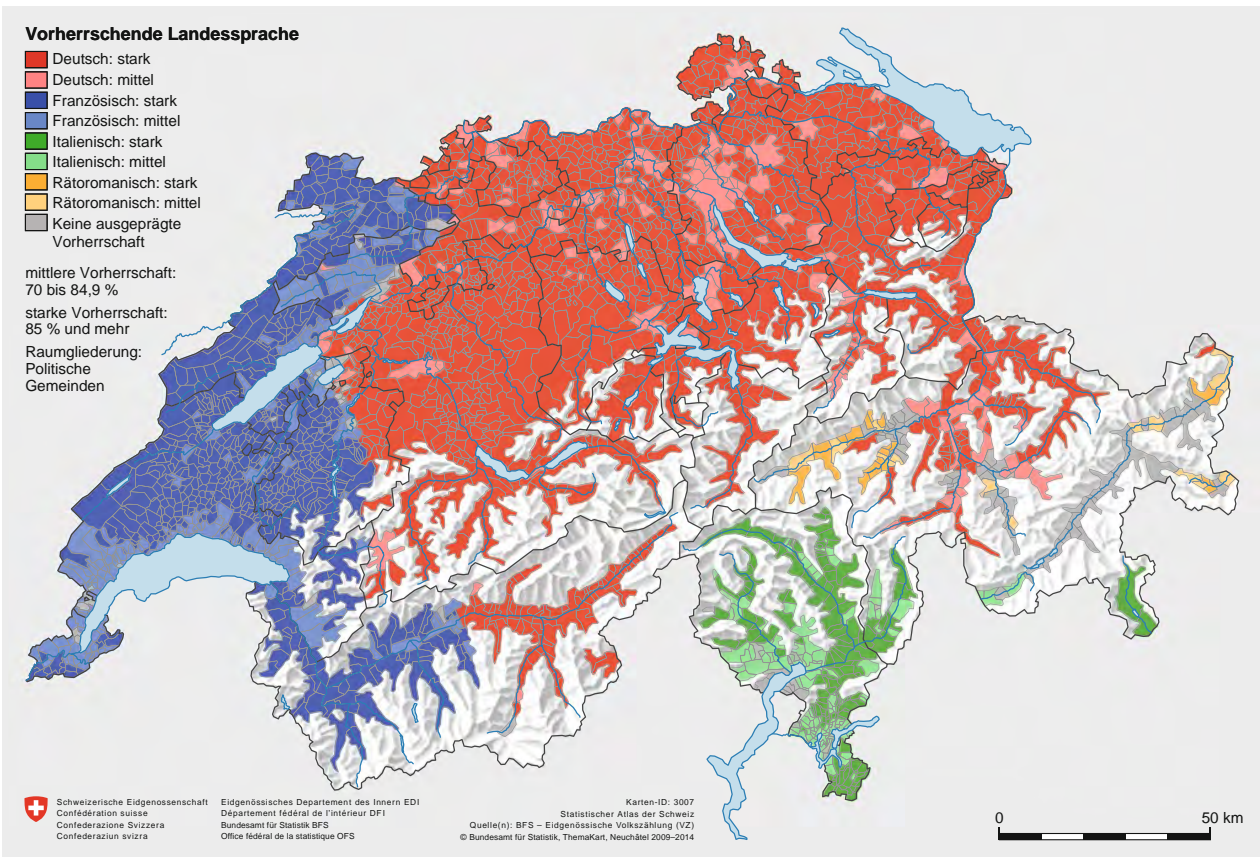 Vorherrschende Landessprache
Deutsch: stark
Deutsch: mittel
Französisch: stark
Französisch: mittel
Italienisch: stark
Italienisch: mittel
Rätoromanisch: stark
Rätoromanisch: mittel
Keine ausgeprägte
Vorherrschaft
mittlere Vorherrschaft:
70 bis 84,9 %
starke Vorherrschaft:
85 % und mehr
Raumgliederung:
Politische
Gemeinden
Schweizerische Eidgenossenschaft
Confédération suisse
Confederazione Svizzera
Confederaziun svizra
Eidgenössisches Departement des Innern EDI
Département fédéral de l'intérieur DFI
Bundesamt für Statistik BFS
Office fédéral de la statistique OFS
Karten-ID: 3007
Statistischer Atlas der Schweiz
Quelle(n): BFS – Eidgenössische Volkszählung (VZ)
© Bundesamt für Statistik, ThemaKart, Neuchâtel 2009–2014
0 50 km